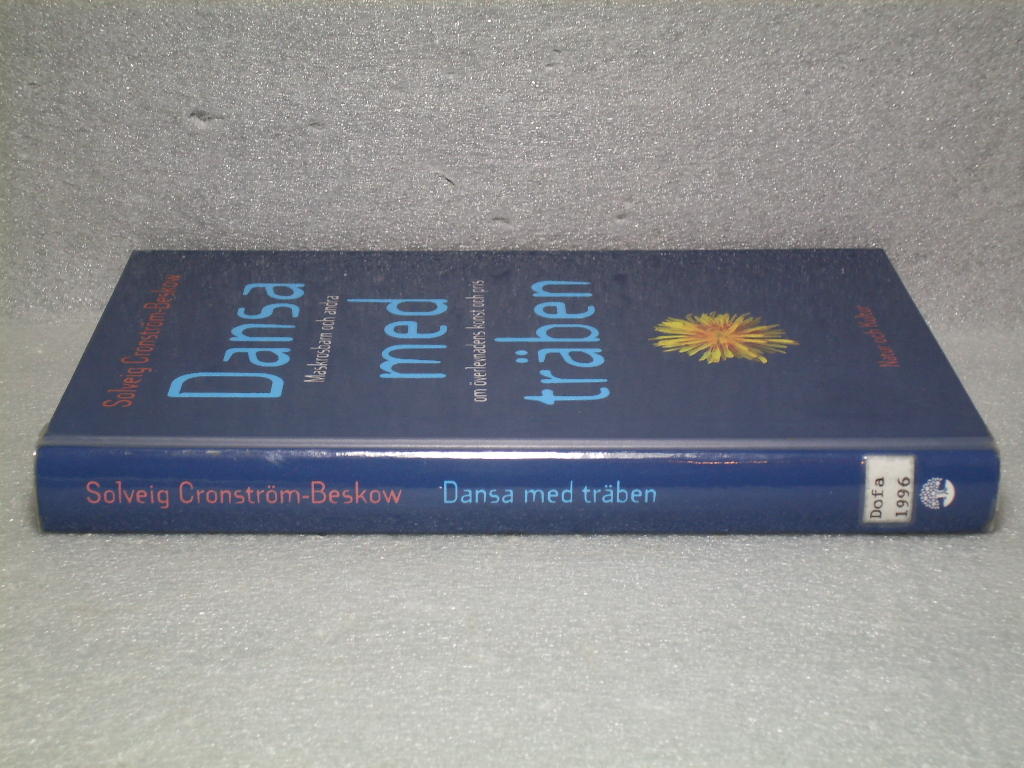 Solveig Cronström-Beskow
Dansa
Maskrosbarn och andra
med
om överlevnadens konst och pris
träben
Natur och Kultur
Solveig Cronström-Beskow Dansa med träben
Dofa
1996